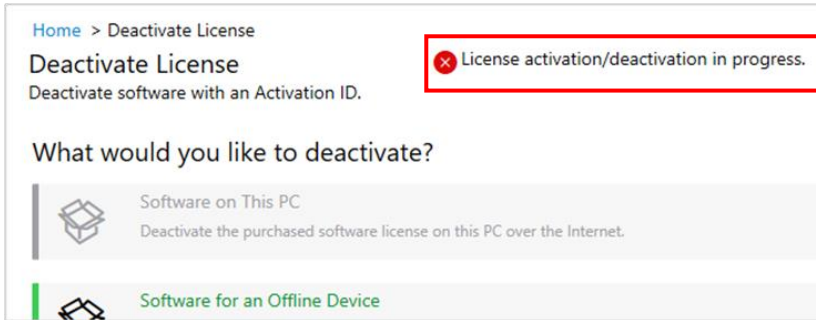 Home > Deactivate License
Deactivate License
License activation/deactivation in progress.
Deactivate software with an Activation ID.
What would you like to deactivate?
Software on This PC
Deactivate the purchased software license on this PC over the Internet.
Software for an Offline Device